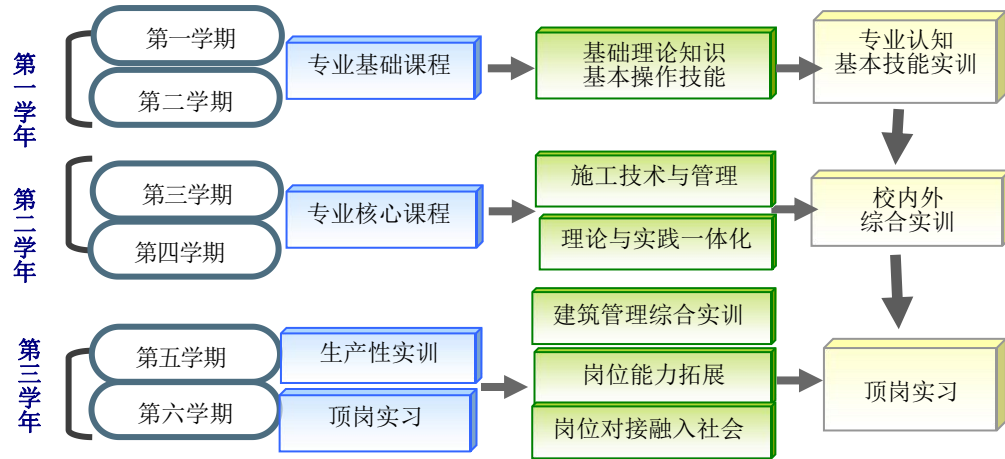 第一学年
第一学期
第二学期
专业基础课程
基础理论知识
基本操作技能
专业认知
基本技能实训
第二学年
第三学期
第四学期
专业核心课程
施工技术与管理
理论与实践一体化
校内外
综合实训
第三学年
第五学期
第六学期
生产性实训
顶岗实习
建筑管理综合实训
岗位能力拓展
岗位对接融入社会
顶岗实习